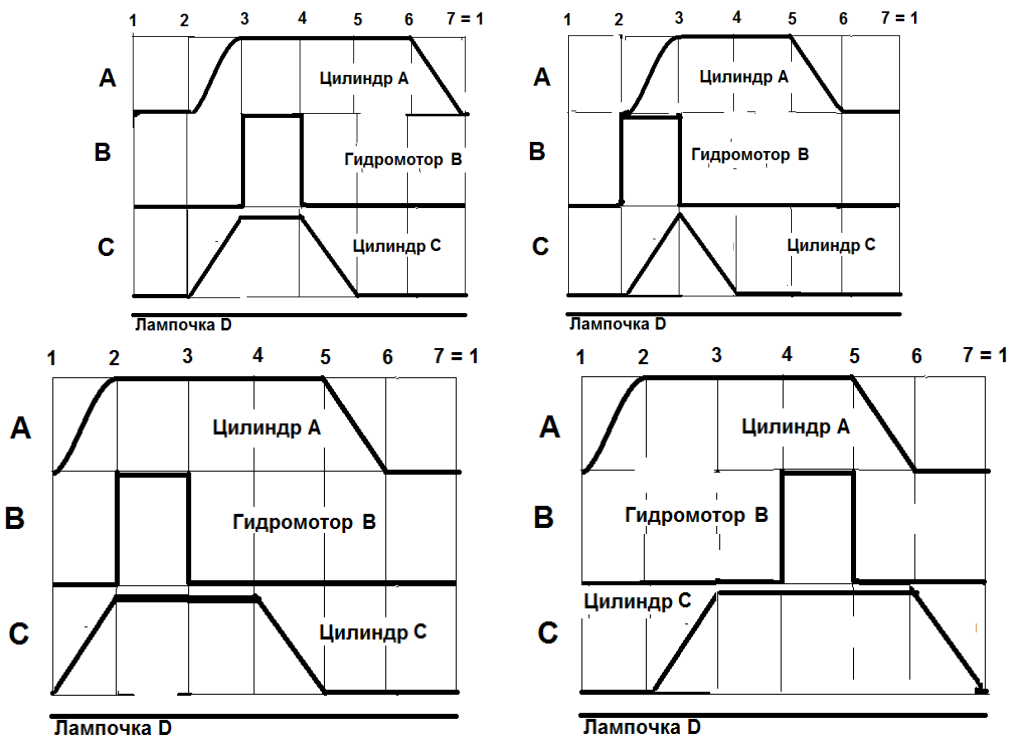 1 2 3 4 5 6 7 = 1
A
Цилиндр A
B
Гидромотор B
C
Цилиндр C
Лампочка D
1 2 3 4 5 6 7 = 1
A
Цилиндр A
B
Гидромотор B
C
Цилиндр C
Лампочка D
1 2 3 4 5 6 7 = 1
A
Цилиндр A
B
Гидромотор B
C
Цилиндр C
Лампочка D
1 2 3 4 5 6 7 = 1
A
Цилиндр A
B
Гидромотор B
Цилиндр C
C
Лампочка D